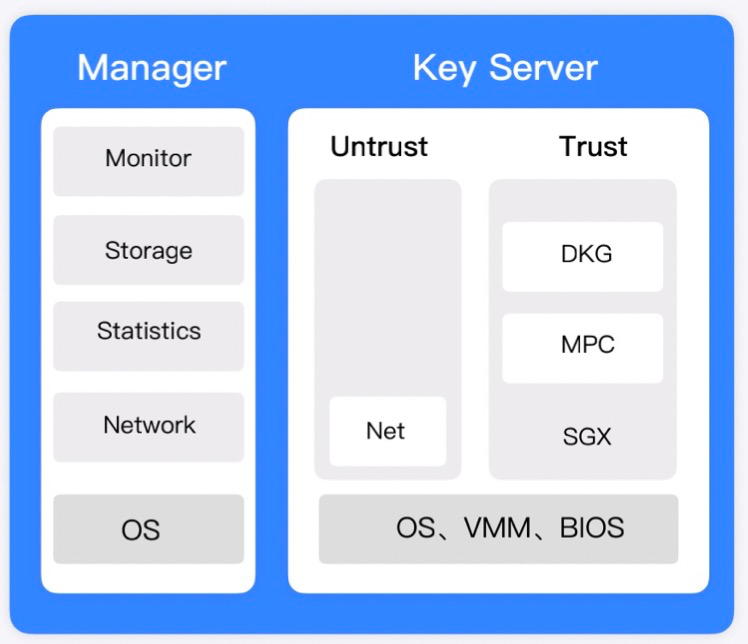 Manager
Monitor
Storage
Statistics
Network
OS
Key Server
Untrust
Net
Trust
DKG
MPC
SGX
OS、VMM、BIOS